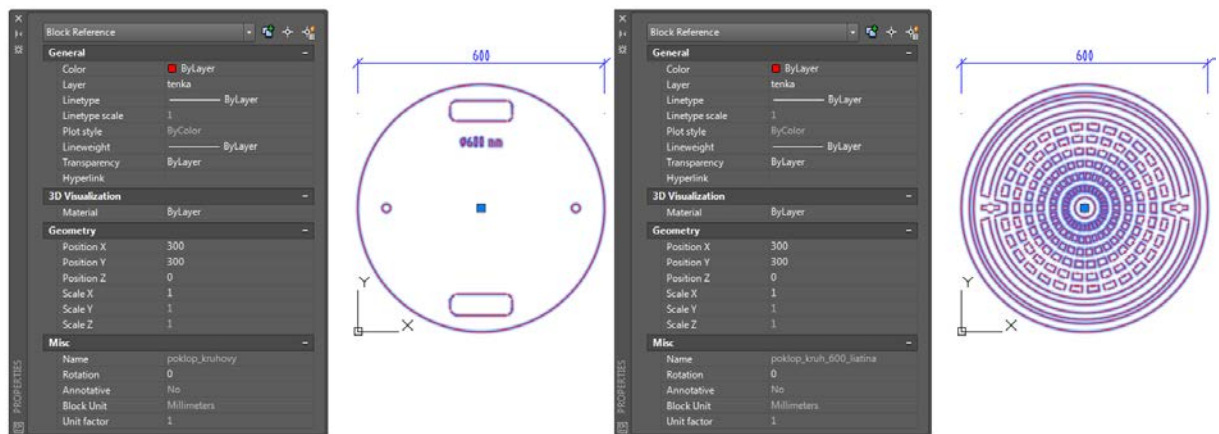 Block Reference
General
Color ByLayer
Layer tenka
Linetype ByLayer
Linetype scale 1
Plot style ByColor
Lineweight ByLayer
Transparency ByLayer
Hyperlink
3D Visualization
Material ByLayer
Geometry
Position X 300
Position Y 300
Position Z 0
Scale X 1
Scale Y 1
Scale Z 1
Misc
Name poklop_kruhovy
Rotation 0
Annotative No
Block Unit Millimeters
Unit factor 1
PROPERTIES
600
Ø600 mm
Y
X
Block Reference
General
Color ByLayer
Layer tenka
Linetype ByLayer
Linetype scale 1
Plot style ByColor
Lineweight ByLayer
Transparency ByLayer
Hyperlink
3D Visualization
Material ByLayer
Geometry
Position X 300
Position Y 300
Position Z 0
Scale X 1
Scale Y 1
Scale Z 1
Misc
Name poklop_kruh_600_liatina
Rotation 0
Annotative No
Block Unit Millimeters
Unit factor 1
PROPERTIES
600
Y
X